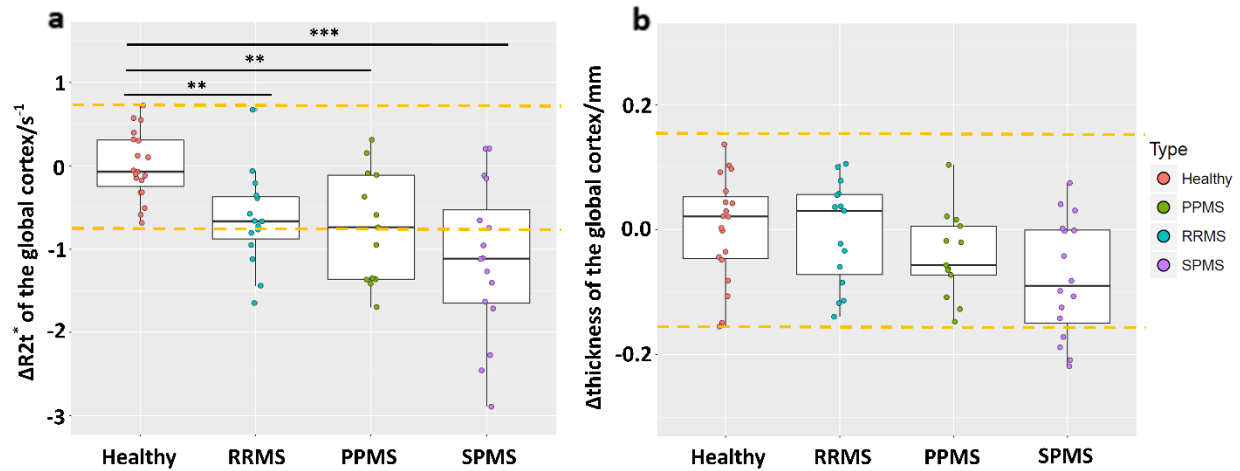 a
***
**
**
1
0
-1
-2
-3
ΔR2t* of the global cortex/s⁻¹
Healthy RRMS PPMS SPMS
b
0.2
0.0
-0.2
Δthickness of the global cortex/mm
Healthy RRMS PPMS SPMS
Type
Healthy
PPMS
RRMS
SPMS